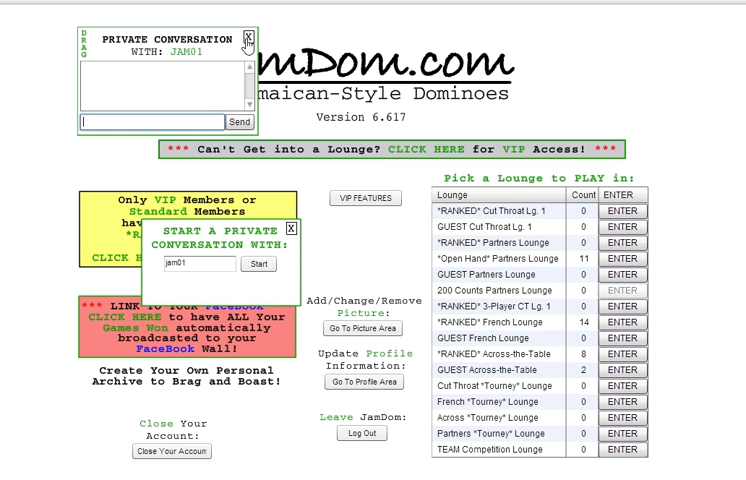 DRAG
PRIVATE CONVERSATION
WITH: JAM01
X
Send
mDom.com
maican-Style Dominoes
Version 6.617
*** Can't Get into a Lounge? CLICK HERE for VIP Access! ***
Only VIP Members or
Standard Members
hav
*R
CLICK H
START A PRIVATE
CONVERSATION WITH:
X
jam01
Start
*** LINK TO YOUR FaceBook
CLICK HERE to have ALL Your
Games Won automatically
broadcasted to your
FaceBook Wall!
Create Your Own Personal
Archive to Brag and Boast!
Close Your
Account:
Close Your Accoun
VIP FEATURES
Add/Change/Remove
Picture:
Go To Picture Area
Update Profile
Information:
Go To Profile Area
Leave JamDom:
Log Out
Pick a Lounge to PLAY in:
Lounge Count ENTER
*RANKED* Cut Throat Lg. 1 0 ENTER
GUEST Cut Throat Lg. 1 0 ENTER
*RANKED* Partners Lounge 0 ENTER
*Open Hand* Partners Lounge 11 ENTER
GUEST Partners Lounge 0 ENTER
200 Counts Partners Lounge 0 ENTER
*RANKED* 3-Player CT Lg. 1 0 ENTER
*RANKED* French Lounge 14 ENTER
GUEST French Lounge 0 ENTER
*RANKED* Across-the-Table 8 ENTER
GUEST Across-the-Table 2 ENTER
Cut Throat *Tourney* Lounge 0 ENTER
French *Tourney* Lounge 0 ENTER
Across *Tourney* Lounge 0 ENTER
Partners *Tourney* Lounge 0 ENTER
TEAM Competition Lounge 0 ENTER